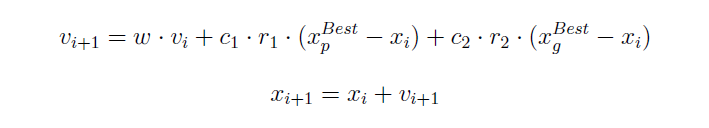 v_{i+1} = w · v_i + c_1 · r_1 · (x_p^{Best} − x_i) + c_2 · r_2 · (x_g^{Best} − x_i)
x_{i+1} = x_i + v_{i+1}